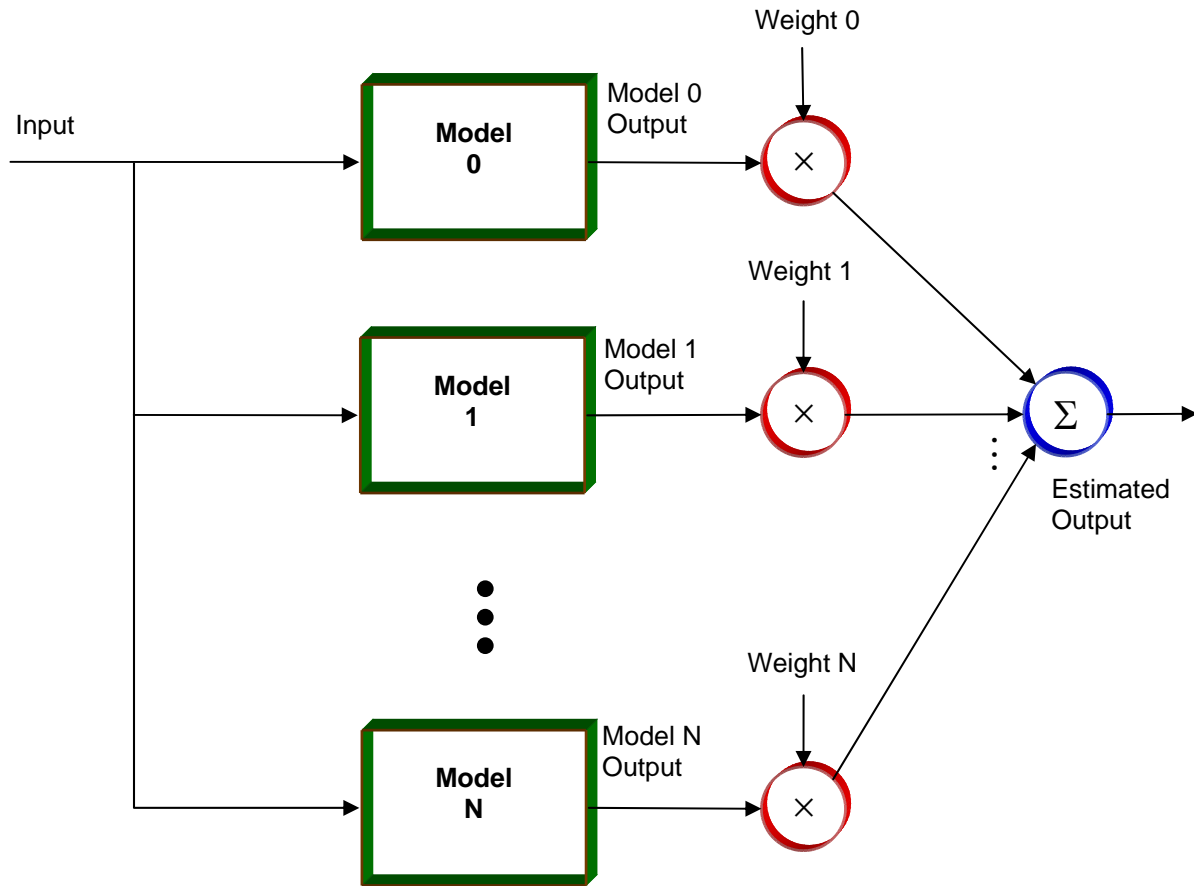 Weight 0
Input
Model
0
Model 0
Output
×
Weight 1
Model
1
Model 1
Output
×
Σ
Estimated
Output
Weight N
Model
N
Model N
Output
×